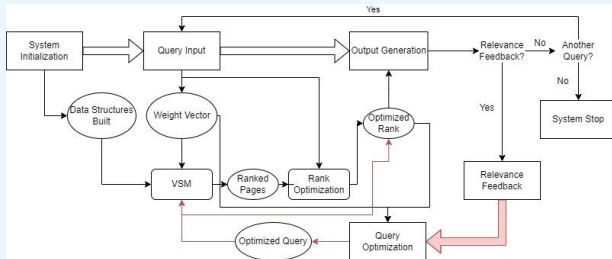 Yes
System
Initialization
Query Input
Output Generation
Relevance
Feedback?
No
Another
Query?
No
Data Structures
Built
Weight Vector
Optimized
Rank
Yes
System Stop
VSM
Ranked
Pages
Rank
Optimization
Relevance
Feedback
Optimized Query
Query
Optimization